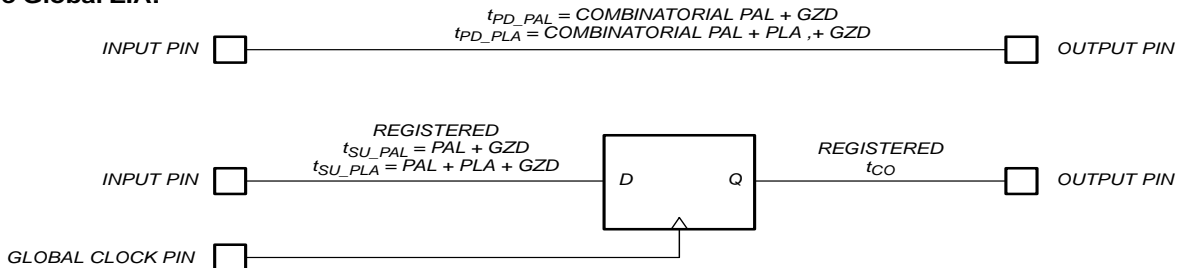 t_PD_PAL = COMBINATORIAL PAL + GZD
t_PD_PLA = COMBINATORIAL PAL + PLA ,+ GZD
INPUT PIN
OUTPUT PIN
REGISTERED
t_SU_PAL = PAL + GZD
t_SU_PLA = PAL + PLA + GZD
REGISTERED
t_CO
INPUT PIN
D
Q
OUTPUT PIN
GLOBAL CLOCK PIN